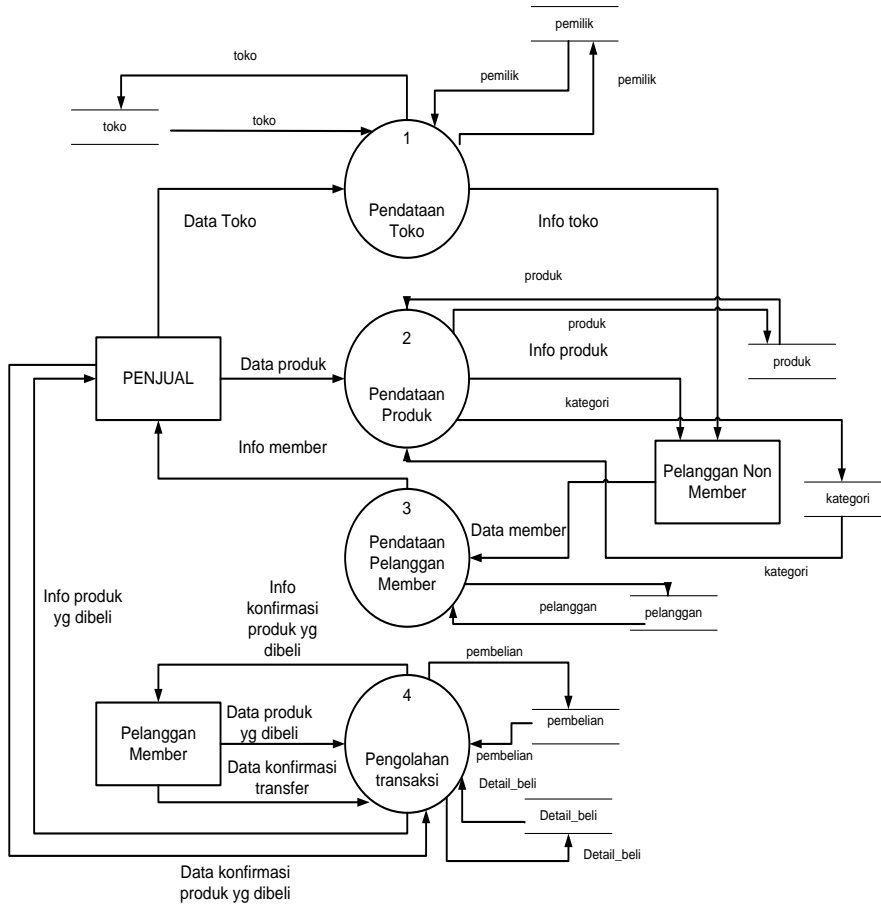 pemilik
toko
pemilik
pemilik
toko
toko
1
Pendataan
Toko
Data Toko
Info toko
produk
produk
2
Info produk
produk
PENJUAL
Data produk
Pendataan
Produk
kategori
Info member
Pelanggan Non
Member
kategori
3
Data member
Pendataan
Pelanggan
Member
kategori
Info produk
yg dibeli
Info
konfirmasi
produk yg
dibeli
pelanggan
pelanggan
pembelian
4
Data produk
yg dibeli
pembelian
Pelanggan
Member
Pengolahan
transaksi
pembelian
Data konfirmasi
transfer
Detail_beli
Detail_beli
Detail_beli
Data konfirmasi
produk yg dibeli